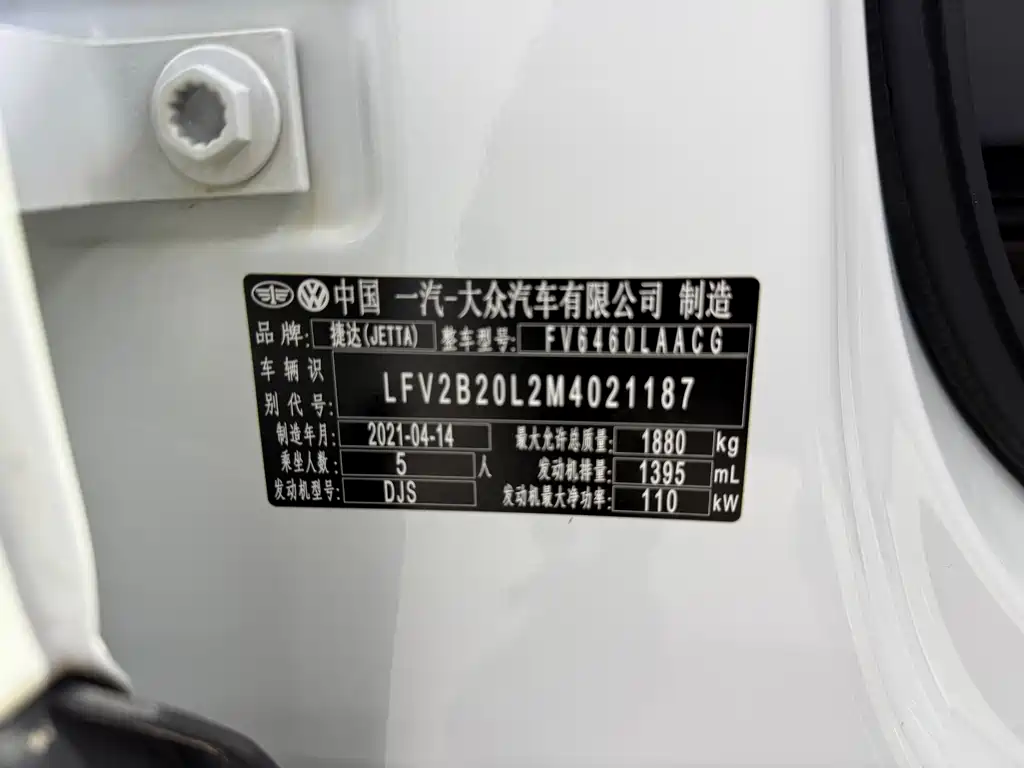 中国 一汽-大众汽车有限公司 制造
品牌: 捷达(JETTA) 整车型号: FV6460LAACG
车辆识别代号: LFV2B20L2M4021187
制造年月: 2021-04-14 最大允许总质量: 1880 kg
乘坐人数: 5 人 发动机排量: 1395 mL
发动机型号: DJS 发动机最大净功率: 110 kW